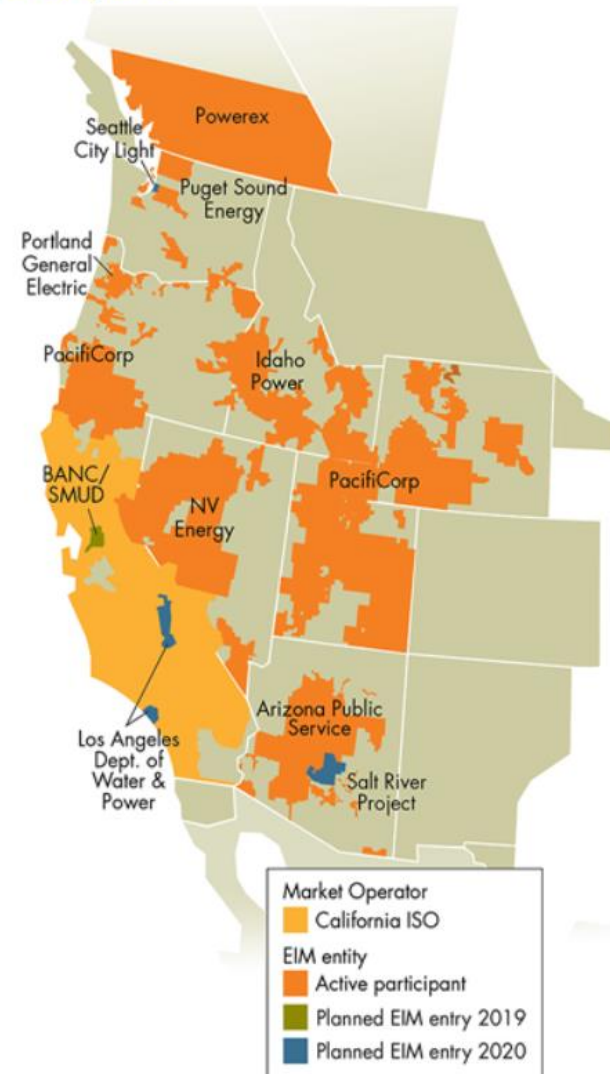 Powerex
Seattle
City Light
Puget Sound
Energy
Portland
General
Electric
PacifiCorp
Idaho
Power
BANC/
SMUD
NV
Energy
PacifiCorp
Arizona Public
Service
Los Angeles
Dept. of
Water &
Power
Salt River
Project
Market Operator
California ISO
EIM entity
Active participant
Planned EIM entry 2019
Planned EIM entry 2020